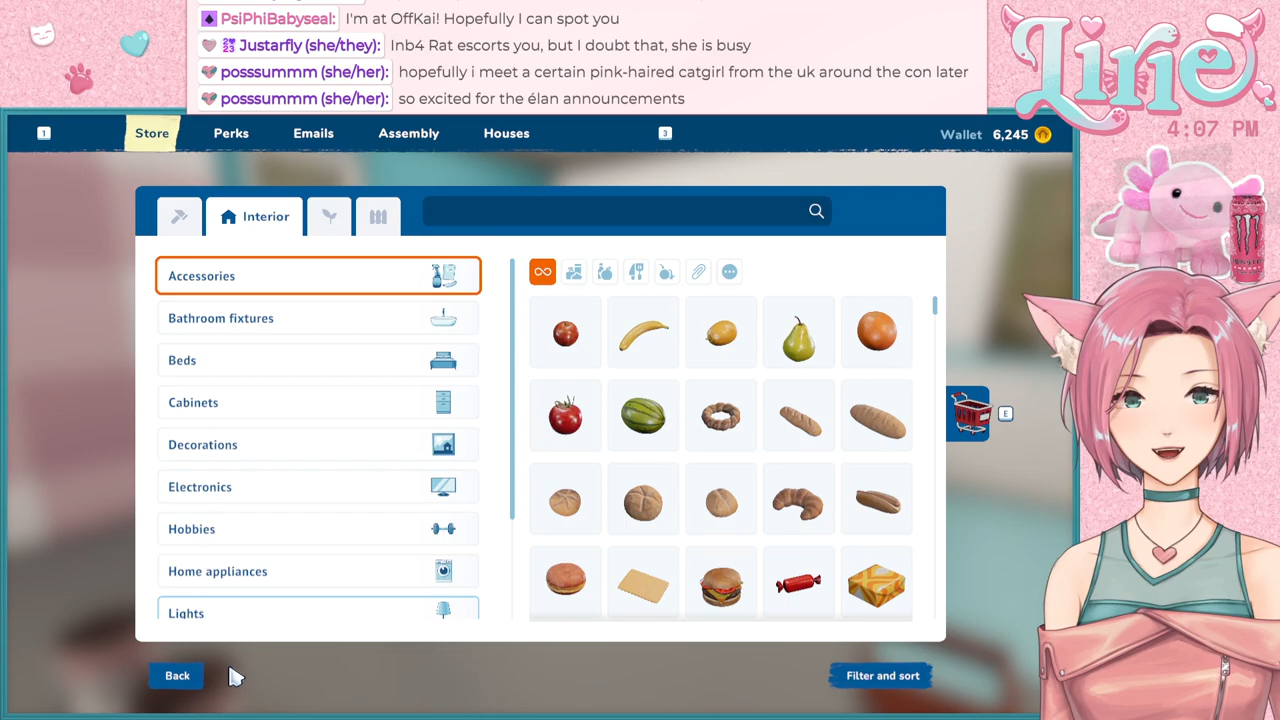 PsiPhiBabyseal: I'm at OffKai! Hopefully I can spot you
23 Justarfly (she/they): Inb4 Rat escorts you, but I doubt that, she is busy
posssummm (she/her): hopefully i meet a certain pink-haired catgirl from the uk around the con later
posssummm (she/her): so excited for the élan announcements
Lirie
4:07 PM
1 Store Perks Emails Assembly Houses 3 Wallet 6,245
Interior
Accessories
Bathroom fixtures
Beds
Cabinets
Decorations
Electronics
Hobbies
Home appliances
Lights
E
Back
Filter and sort